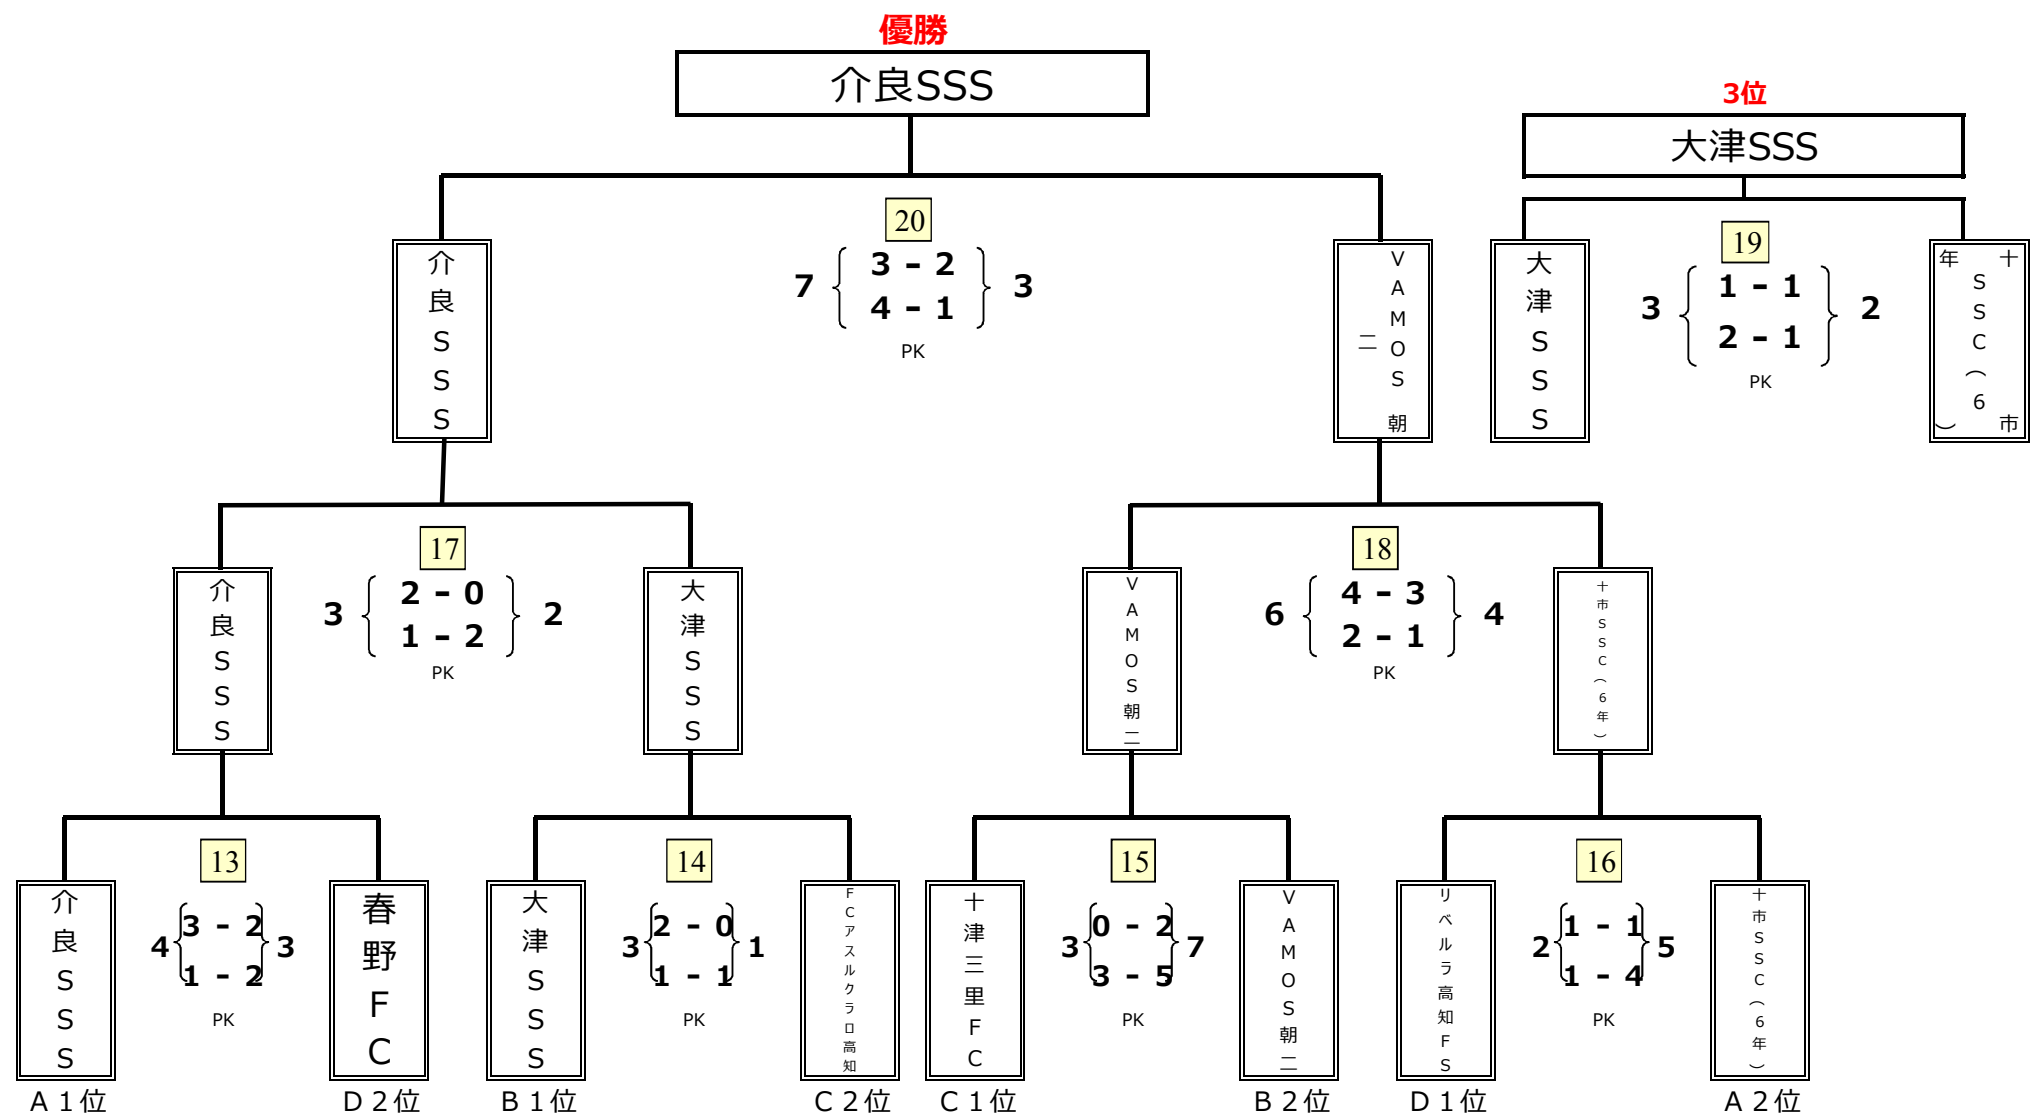 優勝
介良SSS
3位
大津SSS
20
7
3 - 2
4 - 1
3
PK
19
3
1 - 1
2 - 1
2
PK
介良SSS
VAMOS朝二
大津SSS
十市SSC（6年）
17
3
2 - 0
1 - 2
2
PK
18
6
4 - 3
2 - 1
4
PK
介良SSS
大津SSS
VAMOS朝二
十市SSC（6年）
13
4
3 - 2
1 - 2
3
PK
14
3
2 - 0
1 - 1
1
PK
15
3
0 - 2
3 - 5
7
PK
16
2
1 - 1
1 - 4
5
PK
介良SSS
春野FC
大津SSS
FCアスルクラロ高知
十津三里FC
VAMOS朝二
リベルラ高知FS
十市SSC（6年）
A１位
D２位
B１位
C２位
C１位
B２位
D１位
A２位